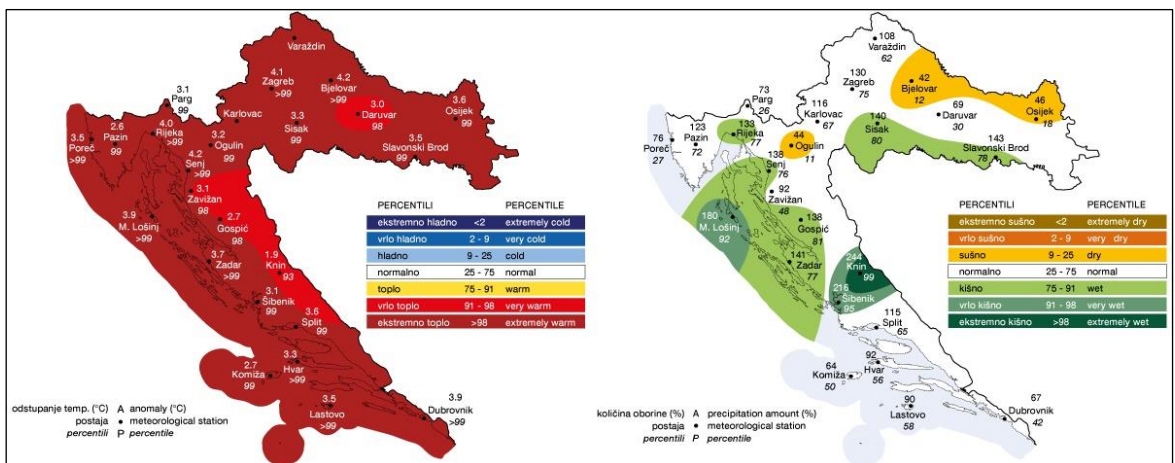 Varaždin
4.1
Zagreb
>99
4.2
Bjelovar
>99
3.0
Daruvar
98
3.6
Osijek
99
3.1
Parg
99
Karlovac
3.3
Sisak
99
3.5
Slavonski Brod
99
3.5
Poreč
>99
2.6
Pazin
99
4.0
Rijeka
>99
3.2
Ogulin
99
4.2
Senj
>99
3.1
Zavižan
98
3.9
M. Lošinj
>99
2.7
Gospić
98
3.7
Zadar
>99
1.9
Knin
93
3.1
Šibenik
99
3.6
Split
99
2.7
Komiža
99
3.3
Hvar
>99
3.5
Lastovo
>99
3.9
Dubrovnik
>99
PERCENTILI PERCENTILE
ekstremno hladno <2 extremely cold
vrlo hladno 2 - 9 very cold
hladno 9 - 25 cold
normalno 25 - 75 normal
toplo 75 - 91 warm
vrlo toplo 91 - 98 very warm
ekstremno toplo >98 extremely warm
odstupanje temp. (°C) A anomaly (°C)
postaja meteorological station
percentili P percentile
108
Varaždin
62
130
Zagreb
75
42
Bjelovar
12
69
Daruvar
30
46
Osijek
18
73
Parg
26
116
Karlovac
67
140
Sisak
80
143
Slavonski Brod
78
76
Poreč
27
123
Pazin
72
133
Rijeka
77
44
Ogulin
11
138
Senj
76
92
Zavižan
48
180
M. Lošinj
92
138
Gospić
81
141
Zadar
77
244
Knin
99
216
Šibenik
95
115
Split
65
64
Komiža
50
92
Hvar
56
90
Lastovo
58
67
Dubrovnik
42
PERCENTILI PERCENTILE
ekstremno sušno <2 extremely dry
vrlo sušno 2 - 9 very dry
sušno 9 - 25 dry
normalno 25 - 75 normal
kišno 75 - 91 wet
vrlo kišno 91 - 98 very wet
ekstremno kišno >98 extremely wet
količina oborine (%) A precipitation amount (%)
postaja meteorological station
percentili P percentile